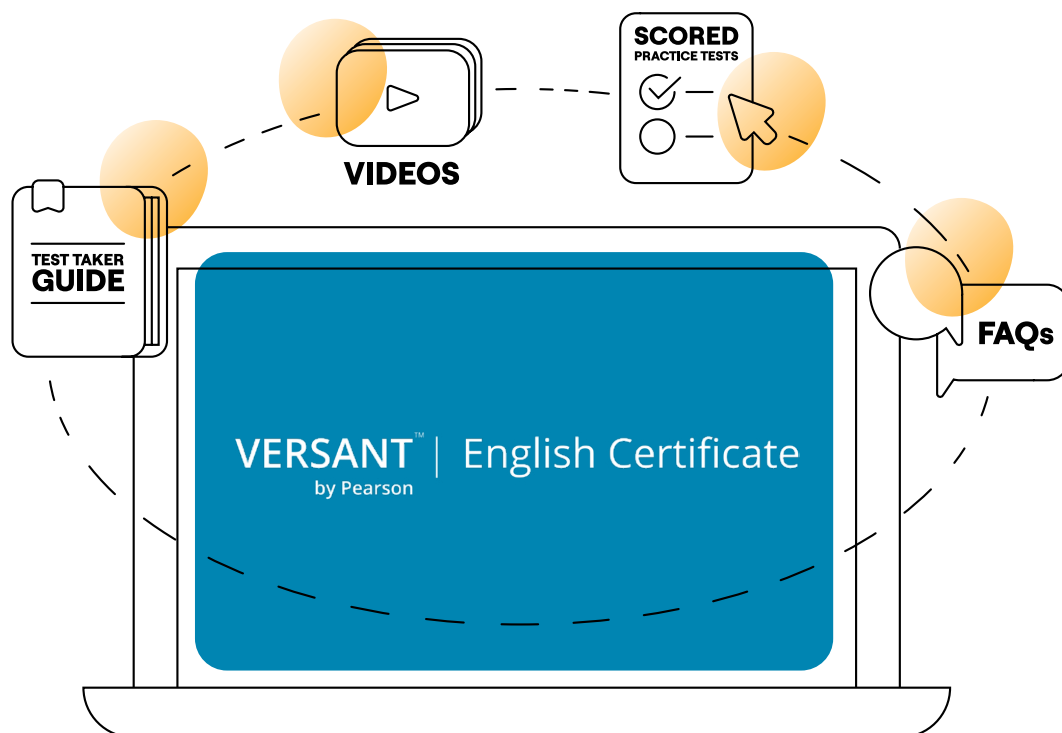 SCORED
PRACTICE TESTS
VIDEOS
TEST TAKER
GUIDE
FAQs
VERSANT™ | English Certificate
by Pearson